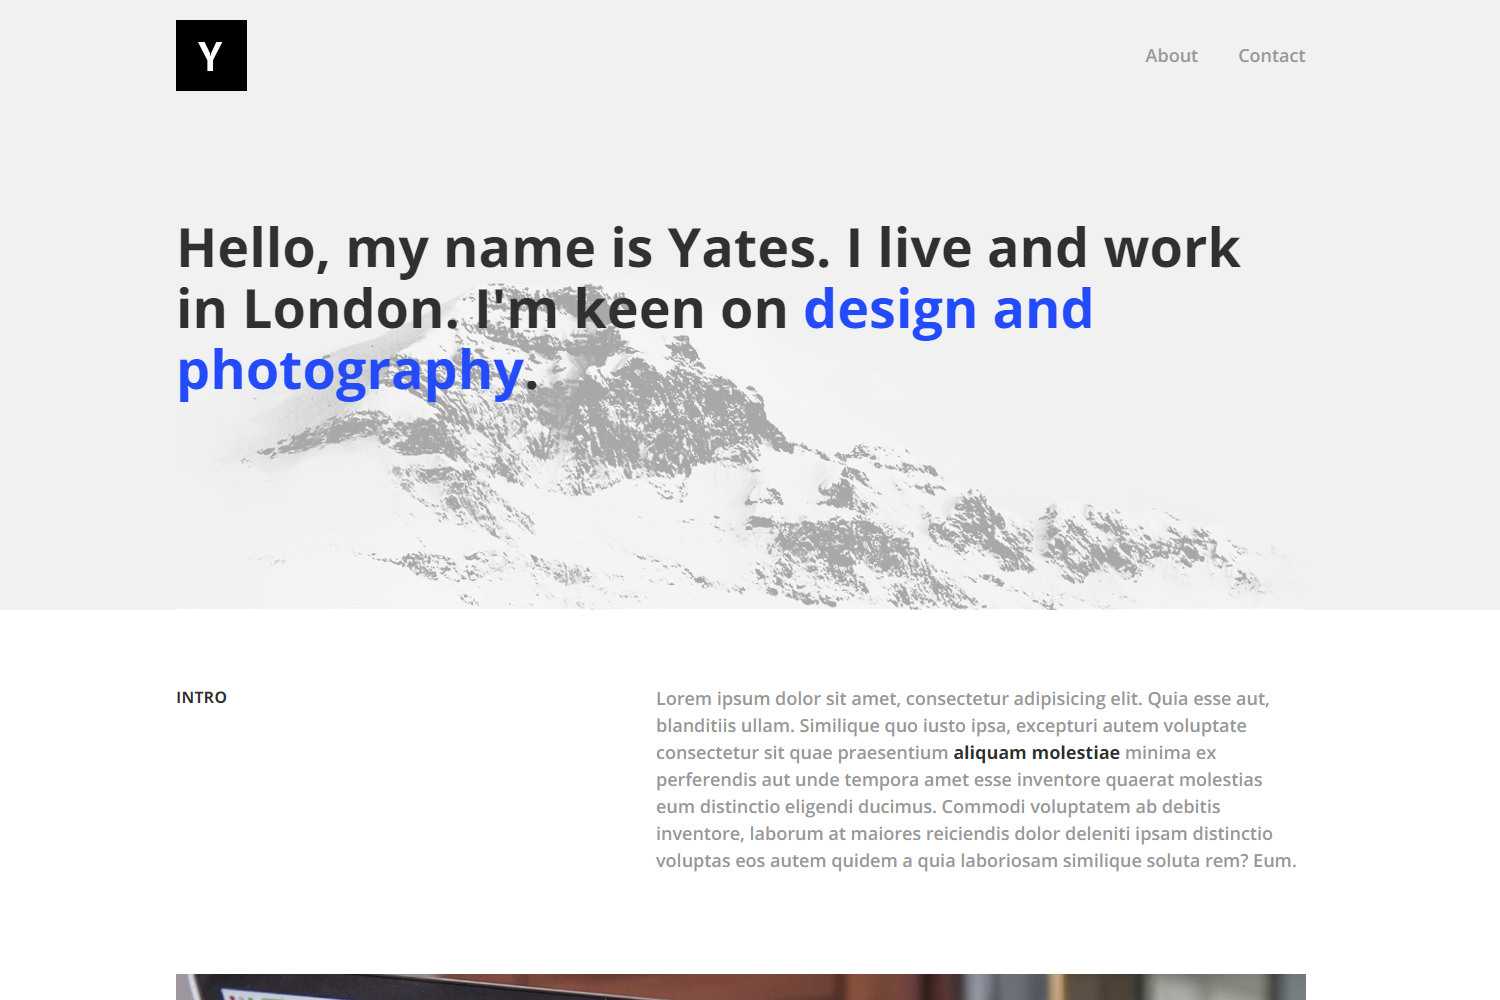 Y
About Contact
Hello, my name is Yates. I live and work
in London. I'm keen on design and
photography.
INTRO
Lorem ipsum dolor sit amet, consectetur adipisicing elit. Quia esse aut,
blanditiis ullam. Similique quo iusto ipsa, excepturi autem voluptate
consectetur sit quae praesentium aliquam molestiae minima ex
perferendis aut unde tempora amet esse inventore quaerat molestias
eum distinctio eligendi ducimus. Commodi voluptatem ab debitis
inventore, laborum at maiores reiciendis dolor deleniti ipsam distinctio
voluptas eos autem quidem a quia laboriosam similique soluta rem? Eum.